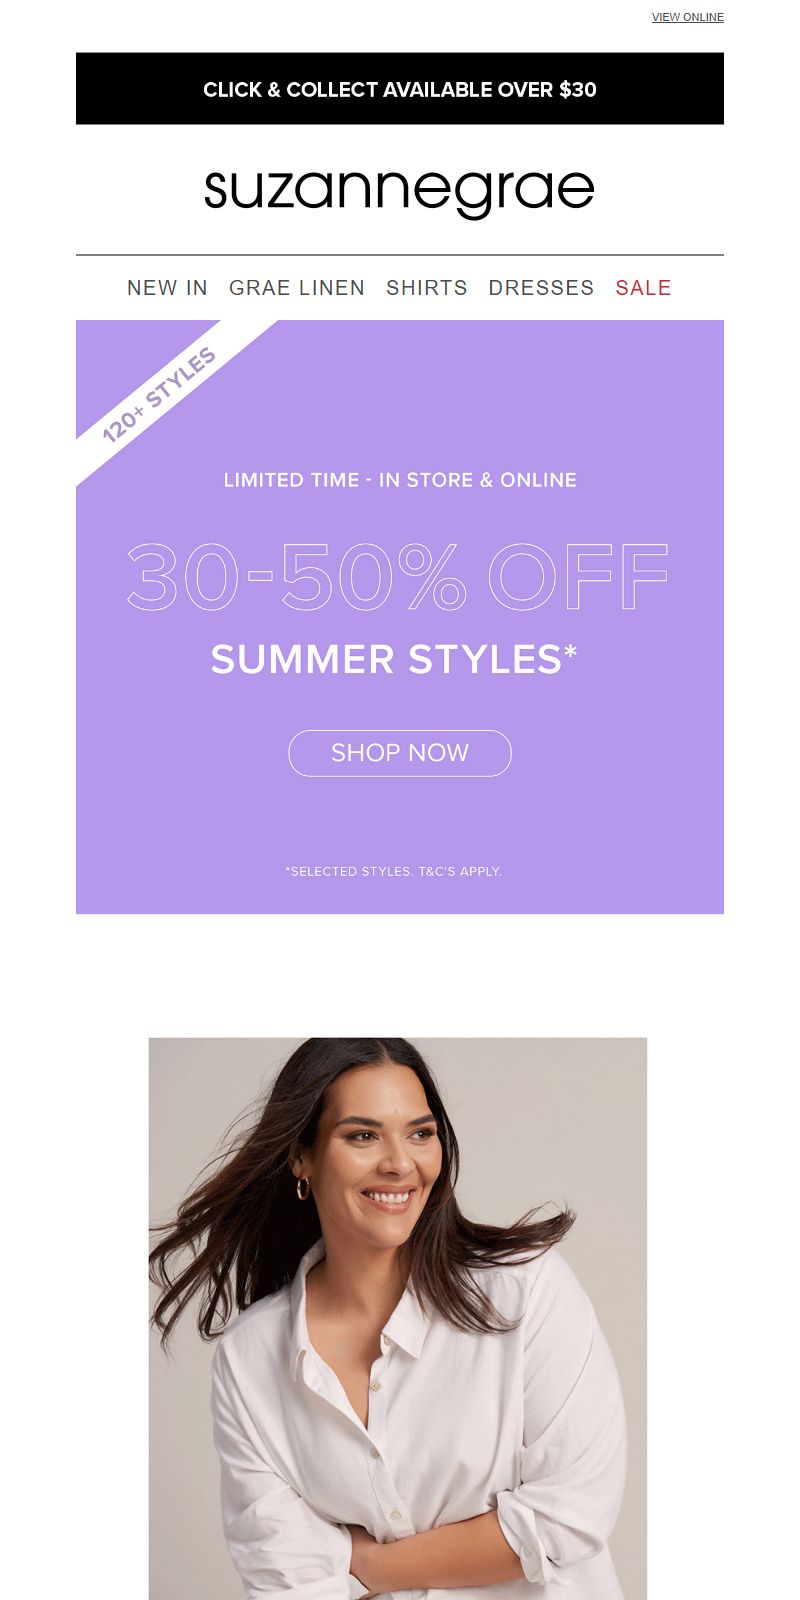 VIEW ONLINE
CLICK & COLLECT AVAILABLE OVER $30
suzannegrae
NEW IN GRAE LINEN SHIRTS DRESSES SALE
120+ STYLES
LIMITED TIME - IN STORE & ONLINE
30-50% OFF
SUMMER STYLES*
SHOP NOW
*SELECTED STYLES. T&C'S APPLY.